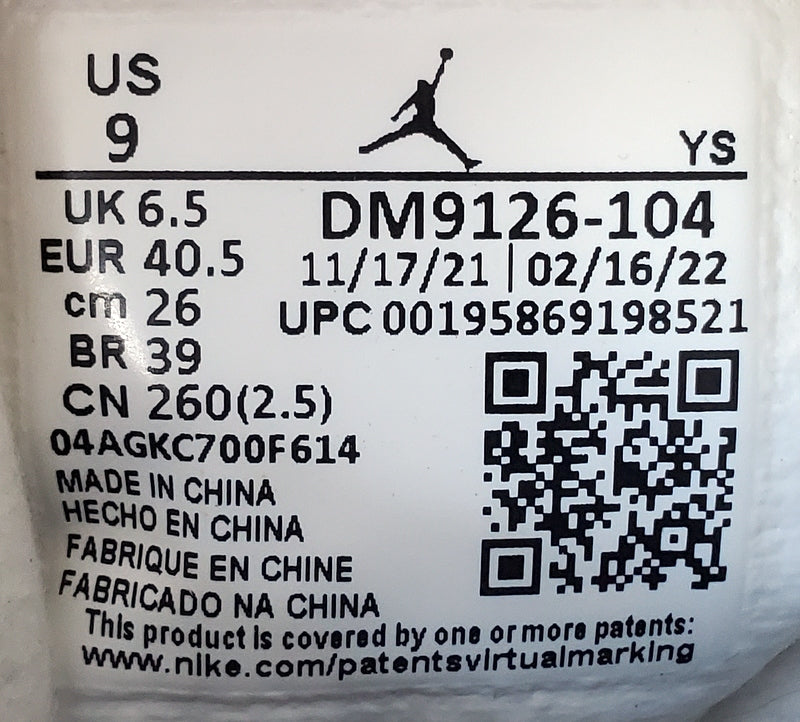 US
9
YS
UK 6.5
DM9126-104
EUR 40.5
11/17/21 | 02/16/22
cm 26
UPC 00195869198521
BR 39
CN 260(2.5)
04AGKC700F614
MADE IN CHINA
HECHO EN CHINA
FABRIQUE EN CHINE
FABRICADO NA CHINA
This product is covered by one or more patents:
www.nike.com/patentsvirtualmarking